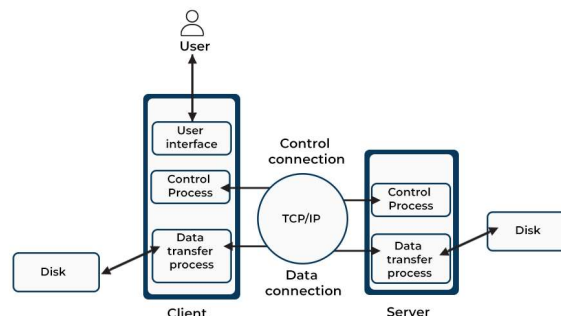 User
User
interface
Control
connection
Control
Process
TCP/IP
Control
Process
Data
transfer
process
Data
transfer
process
Disk
Disk
Data
connection
Client
Server